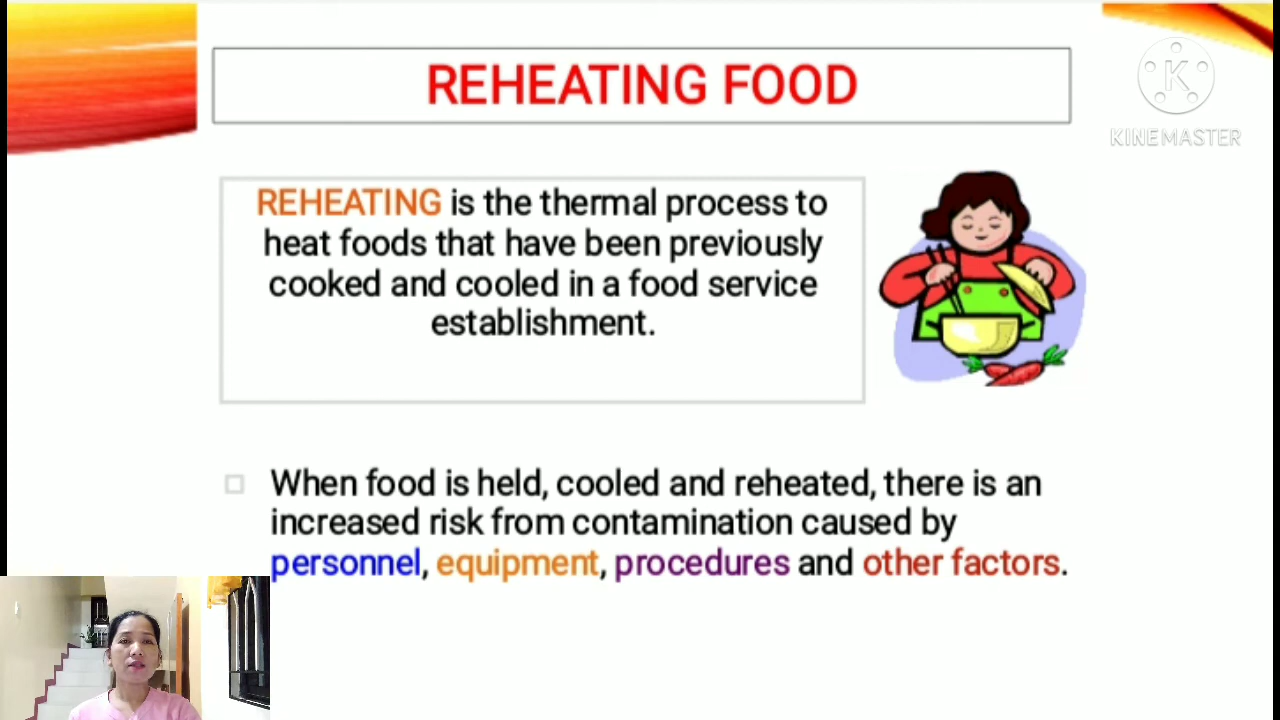 REHEATING FOOD
K
KINEMASTER
REHEATING is the thermal process to
heat foods that have been previously
cooked and cooled in a food service
establishment.
When food is held, cooled and reheated, there is an
increased risk from contamination caused by
personnel, equipment, procedures and other factors.